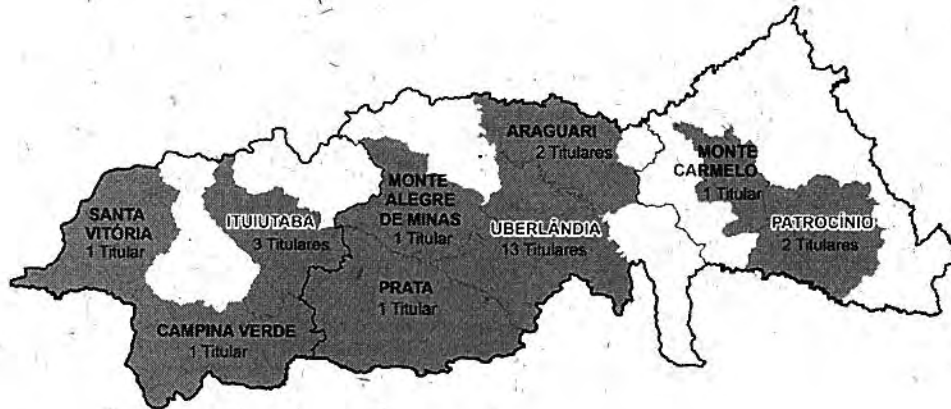 ARAGUARI
2 Titulares
MONTE
CARMELO
1 Titular
MONTE
ALEGRE
DE MINAS
1 Titular
SANTA
VITÓRIA
1 Titular
ITUIUTABA
3 Titulares
UBERLÂNDIA
13 Titulares
PATROCÍNIO
2 Titulares
PRATA
1 Titular
CAMPINA VERDE
1 Titular